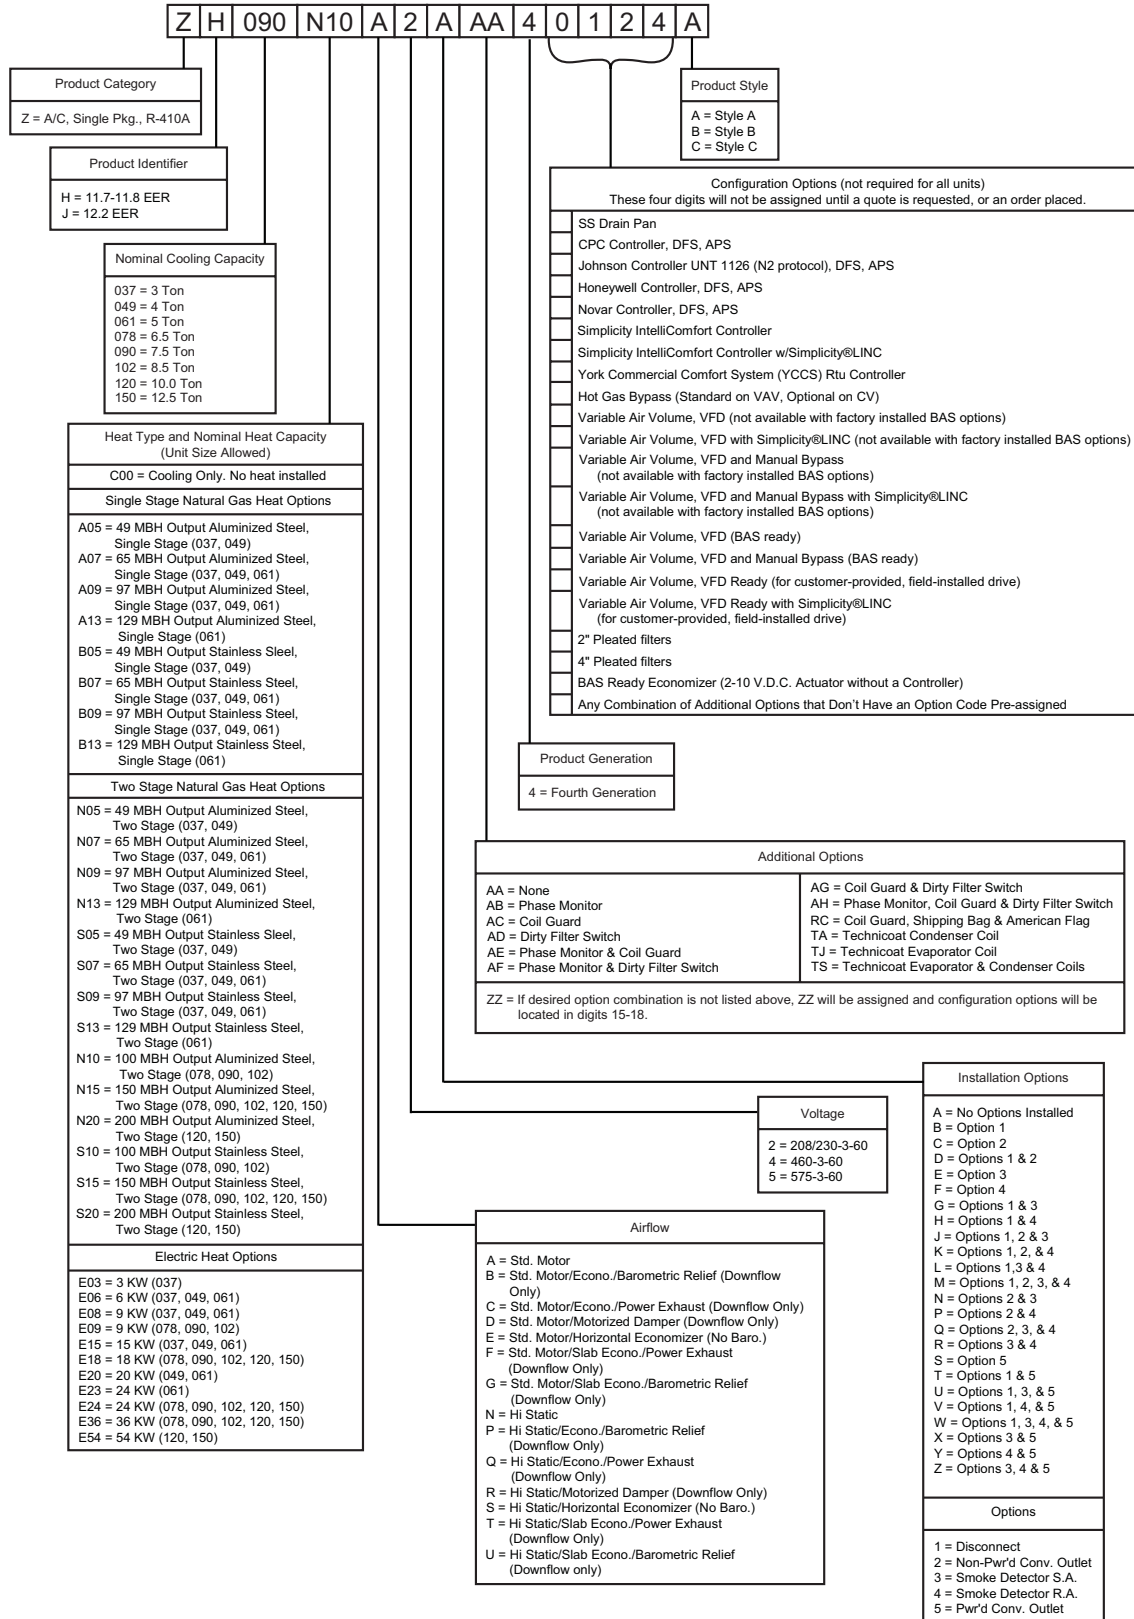 Z H 090 N10 A 2 A AA 4 0 1 2 4 A
Product Category
Z = A/C, Single Pkg., R-410A
Product Identifier
H = 11.7-11.8 EER
J = 12.2 EER
Nominal Cooling Capacity
037 = 3 Ton
049 = 4 Ton
061 = 5 Ton
078 = 6.5 Ton
090 = 7.5 Ton
102 = 8.5 Ton
120 = 10.0 Ton
150 = 12.5 Ton
Heat Type and Nominal Heat Capacity
(Unit Size Allowed)
C00 = Cooling Only. No heat installed
Single Stage Natural Gas Heat Options
A05 = 49 MBH Output Aluminized Steel,
Single Stage (037, 049)
A07 = 65 MBH Output Aluminized Steel,
Single Stage (037, 049, 061)
A09 = 97 MBH Output Aluminized Steel,
Single Stage (037, 049, 061)
A13 = 129 MBH Output Aluminized Steel,
Single Stage (061)
B05 = 49 MBH Output Stainless Sleel,
Single Stage (037, 049)
B07 = 65 MBH Output Stainless Steel,
Single Stage (037, 049, 061)
B09 = 97 MBH Output Stainless Steel,
Single Stage (037, 049, 061)
B13 = 129 MBH Output Stainless Steel,
Single Stage (061)
Two Stage Natural Gas Heat Options
N05 = 49 MBH Output Aluminized Steel,
Two Stage (037, 049)
N07 = 65 MBH Output Aluminized Steel,
Two Stage (037, 049, 061)
N09 = 97 MBH Output Aluminized Steel,
Two Stage (037, 049, 061)
N13 = 129 MBH Output Aluminized Steel,
Two Stage (061)
S05 = 49 MBH Output Stainless Steel,
Two Stage (037, 049)
S07 = 65 MBH Output Stainless Steel,
Two Stage (037, 049, 061)
S09 = 97 MBH Output Stainless Steel,
Two Stage (037, 049, 061)
S13 = 129 MBH Output Stainless Steel,
Two Stage (061)
N10 = 100 MBH Output Aluminized Steel,
Two Stage (078, 090, 102)
N15 = 150 MBH Output Aluminized Steel,
Two Stage (078, 090, 102, 120, 150)
N20 = 200 MBH Output Aluminized Steel,
Two Stage (120, 150)
S10 = 100 MBH Output Stainless Steel,
Two Stage (078, 090, 102)
S15 = 150 MBH Output Stainless Steel,
Two Stage (078, 090, 102, 120, 150)
S20 = 200 MBH Output Stainless Steel,
Two Stage (120, 150)
Electric Heat Options
E03 = 3 KW (037)
E06 = 6 KW (037, 049, 061)
E08 = 9 KW (037, 049, 061)
E09 = 9 KW (078, 090, 102)
E15 = 15 KW (037, 049, 061)
E18 = 18 KW (078, 090, 102, 120, 150)
E20 = 20 KW (049, 061)
E23 = 24 KW (061)
E24 = 24 KW (078, 090, 102, 120, 150)
E36 = 36 KW (078, 090, 102, 120, 150)
E54 = 54 KW (120, 150)
Product Style
A = Style A
B = Style B
C = Style C
Configuration Options (not required for all units)
These four digits will not be assigned until a quote is requested, or an order placed.
SS Drain Pan
CPC Controller, DFS, APS
Johnson Controller UNT 1126 (N2 protocol), DFS, APS
Honeywell Controller, DFS, APS
Novar Controller, DFS, APS
Simplicity IntelliComfort Controller
Simplicity IntelliComfort Controller w/Simplicity®LINC
York Commercial Comfort System (YCCS) Rtu Controller
Hot Gas Bypass (Standard on VAV, Optional on CV)
Variable Air Volume, VFD (not available with factory installed BAS options)
Variable Air Volume, VFD with Simplicity®LINC (not available with factory installed BAS options)
Variable Air Volume, VFD and Manual Bypass
(not available with factory installed BAS options)
Variable Air Volume, VFD and Manual Bypass with Simplicity®LINC
(not available with factory installed BAS options)
Variable Air Volume, VFD (BAS ready)
Variable Air Volume, VFD and Manual Bypass (BAS ready)
Variable Air Volume, VFD Ready (for customer-provided, field-installed drive)
Variable Air Volume, VFD Ready with Simplicity®LINC
(for customer-provided, field-installed drive)
2" Pleated filters
4" Pleated filters
BAS Ready Economizer (2-10 V.D.C. Actuator without a Controller)
Any Combination of Additional Options that Don't Have an Option Code Pre-assigned
Product Generation
4 = Fourth Generation
Additional Options
AA = None
AB = Phase Monitor
AC = Coil Guard
AD = Dirty Filter Switch
AE = Phase Monitor & Coil Guard
AF = Phase Monitor & Dirty Filter Switch
AG = Coil Guard & Dirty Filter Switch
AH = Phase Monitor, Coil Guard & Dirty Filter Switch
RC = Coil Guard, Shipping Bag & American Flag
TA = Technicoat Condenser Coil
TJ = Technicoat Evaporator Coil
TS = Technicoat Evaporator & Condenser Coils
ZZ = If desired option combination is not listed above, ZZ will be assigned and configuration options will be
located in digits 15-18.
Voltage
2 = 208/230-3-60
4 = 460-3-60
5 = 575-3-60
Airflow
A = Std. Motor
B = Std. Motor/Econo./Barometric Relief (Downflow
Only)
C = Std. Motor/Econo./Power Exhaust (Downflow Only)
D = Std. Motor/Motorized Damper (Downflow Only)
E = Std. Motor/Horizontal Economizer (No Baro.)
F = Std. Motor/Slab Econo./Power Exhaust
(Downflow Only)
G = Std. Motor/Slab Econo./Barometric Relief
(Downflow Only)
N = Hi Static
P = Hi Static/Econo./Barometric Relief
(Downflow Only)
Q = Hi Static/Econo./Power Exhaust
(Downflow Only)
R = Hi Static/Motorized Damper (Downflow Only)
S = Hi Static/Horizontal Economizer (No Baro.)
T = Hi Static/Slab Econo./Power Exhaust
(Downflow Only)
U = Hi Static/Slab Econo./Barometric Relief
(Downflow only)
Installation Options
A = No Options Installed
B = Option 1
C = Option 2
D = Options 1 & 2
E = Option 3
F = Option 4
G = Options 1 & 3
H = Options 1 & 4
J = Options 1, 2 & 3
K = Options 1, 2, & 4
L = Options 1,3 & 4
M = Options 1, 2, 3, & 4
N = Options 2 & 3
P = Options 2 & 4
Q = Options 2, 3, & 4
R = Options 3 & 4
S = Option 5
T = Options 1 & 5
U = Options 1, 3, & 5
V = Options 1, 4, & 5
W = Options 1, 3, 4, & 5
X = Options 3 & 5
Y = Options 4 & 5
Z = Options 3, 4 & 5
Options
1 = Disconnect
2 = Non-Pwr'd Conv. Outlet
3 = Smoke Detector S.A.
4 = Smoke Detector R.A.
5 = Pwr'd Conv. Outlet